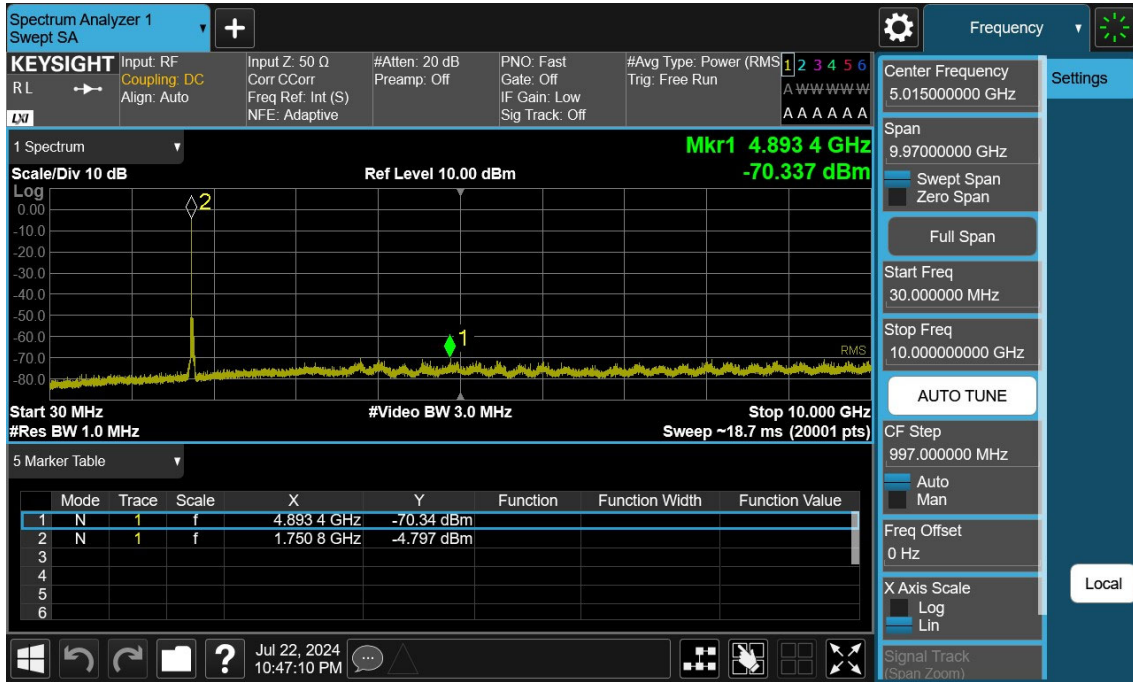 Spectrum Analyzer 1
Swept SA
+
Frequency
KEYSIGHT
RL
LXI
Input: RF
Coupling: DC
Align: Auto
Input Z: 50 Ω
Corr CCorr
Freq Ref: Int (S)
NFE: Adaptive
#Atten: 20 dB
Preamp: Off
PNO: Fast
Gate: Off
IF Gain: Low
Sig Track: Off
#Avg Type: Power (RMS
Trig: Free Run
1 2 3 4 5 6
A W W W W W
A A A A A A
1 Spectrum
Mkr1 4.893 4 GHz
Scale/Div 10 dB Ref Level 10.00 dBm -70.337 dBm
Log
0.00
-10.0
-20.0
-30.0
-40.0
-50.0
-60.0
-70.0
-80.0
2
1
RMS
Start 30 MHz #Video BW 3.0 MHz Stop 10.000 GHz
#Res BW 1.0 MHz Sweep ~18.7 ms (20001 pts)
5 Marker Table
Mode Trace Scale X Y Function Function Width Function Value
1 N 1 f 4.893 4 GHz -70.34 dBm
2 N 1 f 1.750 8 GHz -4.797 dBm
3
4
5
6
?
Jul 22, 2024
10:47:10 PM
Center Frequency
5.015000000 GHz
Settings
Span
9.97000000 GHz
Swept Span
Zero Span
Full Span
Start Freq
30.000000 MHz
Stop Freq
10.000000000 GHz
AUTO TUNE
CF Step
997.000000 MHz
Auto
Man
Freq Offset
0 Hz
X Axis Scale
Log
Lin
Local
Signal Track
(Span Zoom)